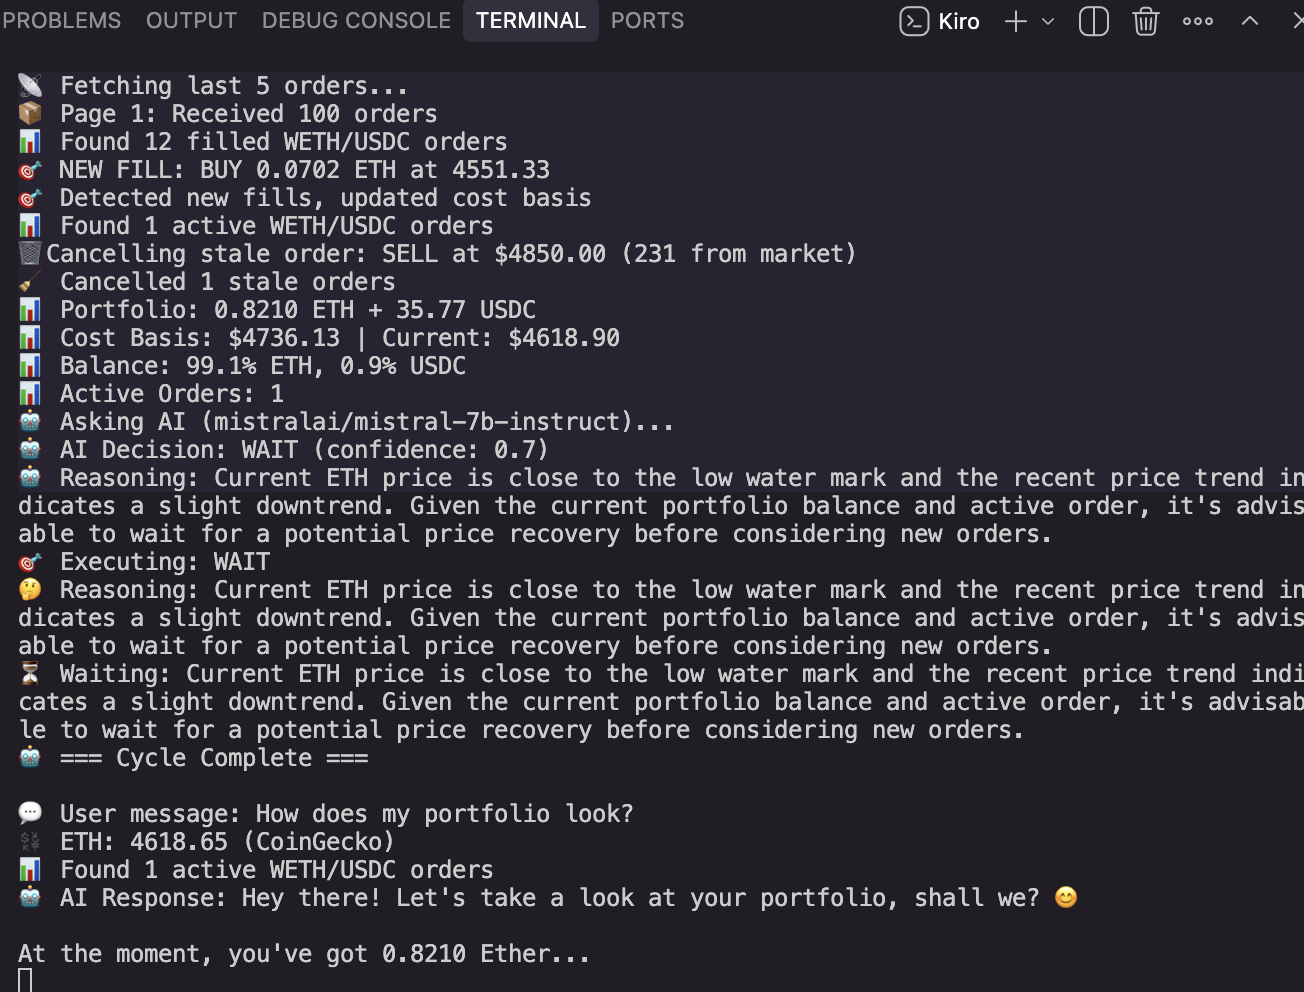 PROBLEMS OUTPUT DEBUG CONSOLE TERMINAL PORTS Kiro
📡 Fetching last 5 orders...
📦 Page 1: Received 100 orders
📊 Found 12 filled WETH/USDC orders
🎯 NEW FILL: BUY 0.0702 ETH at 4551.33
🎯 Detected new fills, updated cost basis
📊 Found 1 active WETH/USDC orders
🗑️Cancelling stale order: SELL at $4850.00 (231 from market)
🧹 Cancelled 1 stale orders
📊 Portfolio: 0.8210 ETH + 35.77 USDC
📊 Cost Basis: $4736.13 | Current: $4618.90
📊 Balance: 99.1% ETH, 0.9% USDC
📊 Active Orders: 1
🤖 Asking AI (mistralai/mistral-7b-instruct)...
🤖 AI Decision: WAIT (confidence: 0.7)
🤖 Reasoning: Current ETH price is close to the low water mark and the recent price trend in
dicates a slight downtrend. Given the current portfolio balance and active order, it's advis
able to wait for a potential price recovery before considering new orders.
🎯 Executing: WAIT
🤔 Reasoning: Current ETH price is close to the low water mark and the recent price trend in
dicates a slight downtrend. Given the current portfolio balance and active order, it's advis
able to wait for a potential price recovery before considering new orders.
⏳ Waiting: Current ETH price is close to the low water mark and the recent price trend indi
cates a slight downtrend. Given the current portfolio balance and active order, it's advisab
le to wait for a potential price recovery before considering new orders.
🤖 === Cycle Complete ===
💬 User message: How does my portfolio look?
💱 ETH: 4618.65 (CoinGecko)
📊 Found 1 active WETH/USDC orders
🤖 AI Response: Hey there! Let's take a look at your portfolio, shall we? 😊
At the moment, you've got 0.8210 Ether...